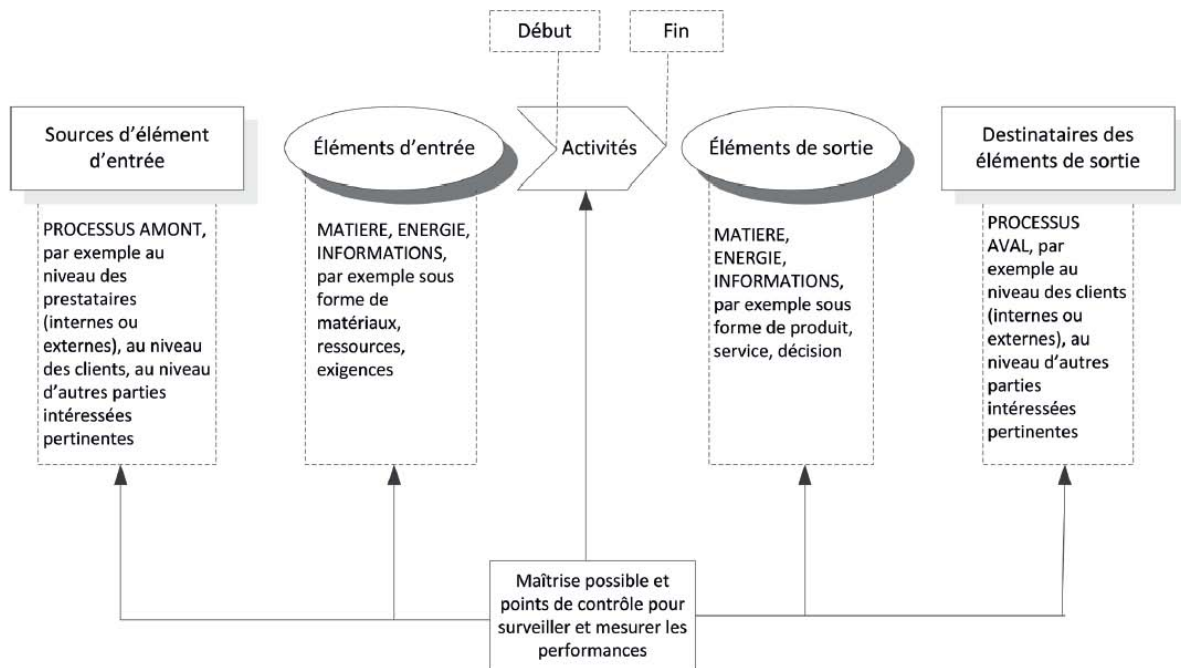 Début
Fin
Sources d'élément
d'entrée
Éléments d'entrée
Activités
Éléments de sortie
Destinataires des
éléments de sortie
PROCESSUS AMONT,
par exemple au
niveau des
prestataires
(internes ou
externes), au niveau
des clients, au niveau
d'autres parties
intéressées
pertinentes
MATIERE, ENERGIE,
INFORMATIONS,
par exemple sous
forme de
matériaux,
ressources,
exigences
MATIERE,
ENERGIE,
INFORMATIONS,
par exemple sous
forme de produit,
service, décision
PROCESSUS
AVAL, par
exemple au
niveau des clients
(internes ou
externes), au
niveau d'autres
parties
intéressées
pertinentes
Maîtrise possible et
points de contrôle pour
surveiller et mesurer les
performances